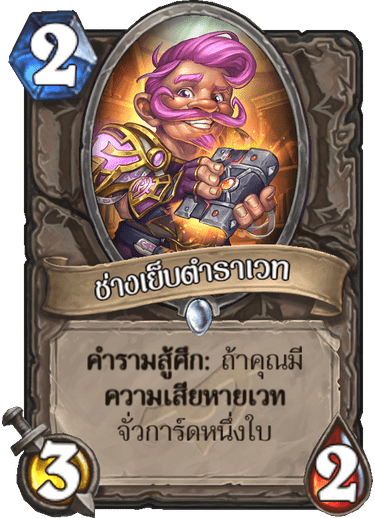 2
ช่างเย็บตำราเวท
คำรามสู้ศึก: ถ้าคุณมี
ความเสียหายเวท
จั่วการ์ดหนึ่งใบ
3
2